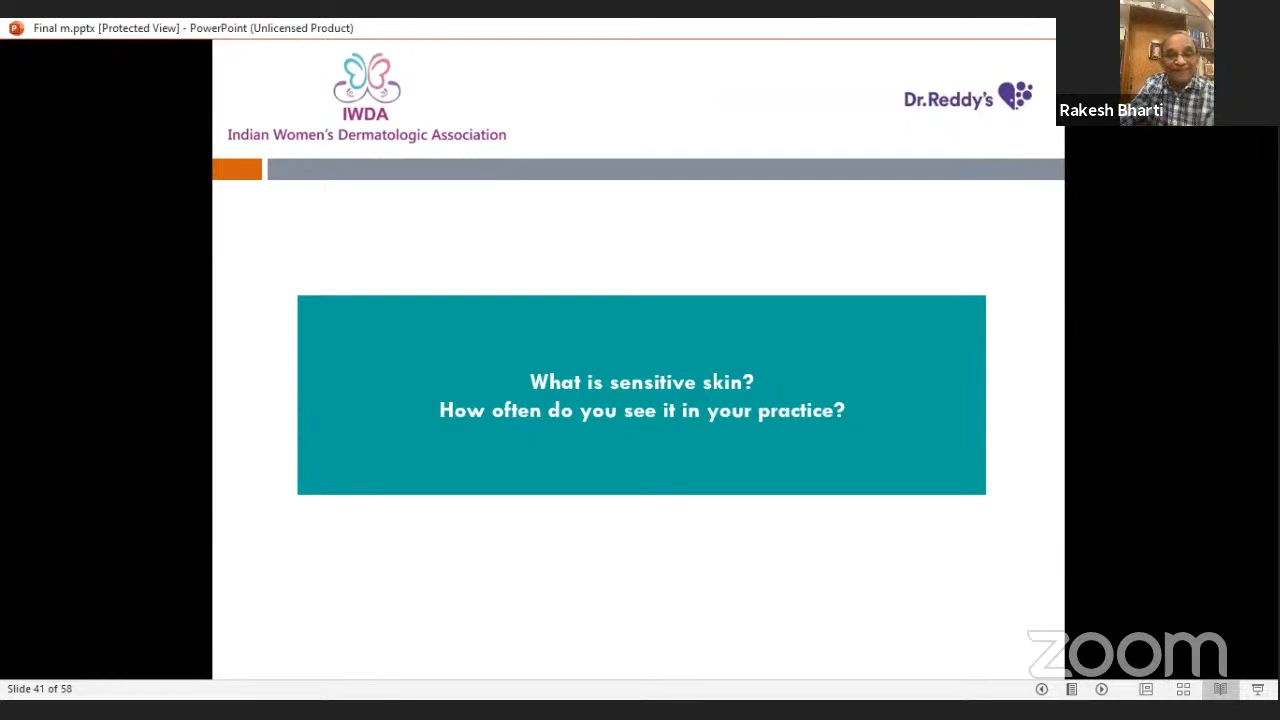 Final m.pptx [Protected View] - PowerPoint (Unlicensed Product)
IWDA
Indian Women's Dermatologic Association
Dr.Reddy's
Rakesh Bharti
What is sensitive skin?
How often do you see it in your practice?
zoom
Slide 41 of 58